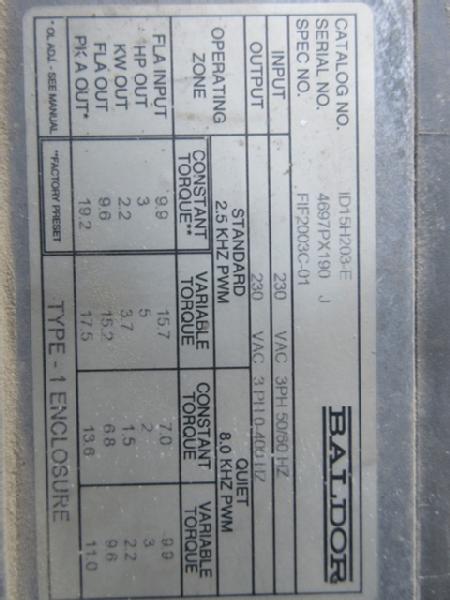 CATALOG NO. ID15H203-E
SERIAL NO. 4697PX190 J
SPEC NO. FIF2003C-01
BALDOR
INPUT 230 VAC 3PH 50/60 HZ
OUTPUT 230 VAC 3 PH 0-400 HZ
OPERATING ZONE
STANDARD 2.5 KHZ PWM
QUIET 8.0 KHZ PWM
CONSTANT TORQUE** VARIABLE TORQUE CONSTANT TORQUE VARIABLE TORQUE
FLA INPUT 9.9 15.7 7.0 9.9
HP OUT 3 5 2 3
KW OUT 2.2 3.7 1.5 2.2
FLA OUT 9.6 15.2 6.8 9.6
PK A OUT* 19.2 17.5 13.6 11.0
* OL ADJ - SEE MANUAL
**FACTORY PRESET
TYPE - 1 ENCLOSURE